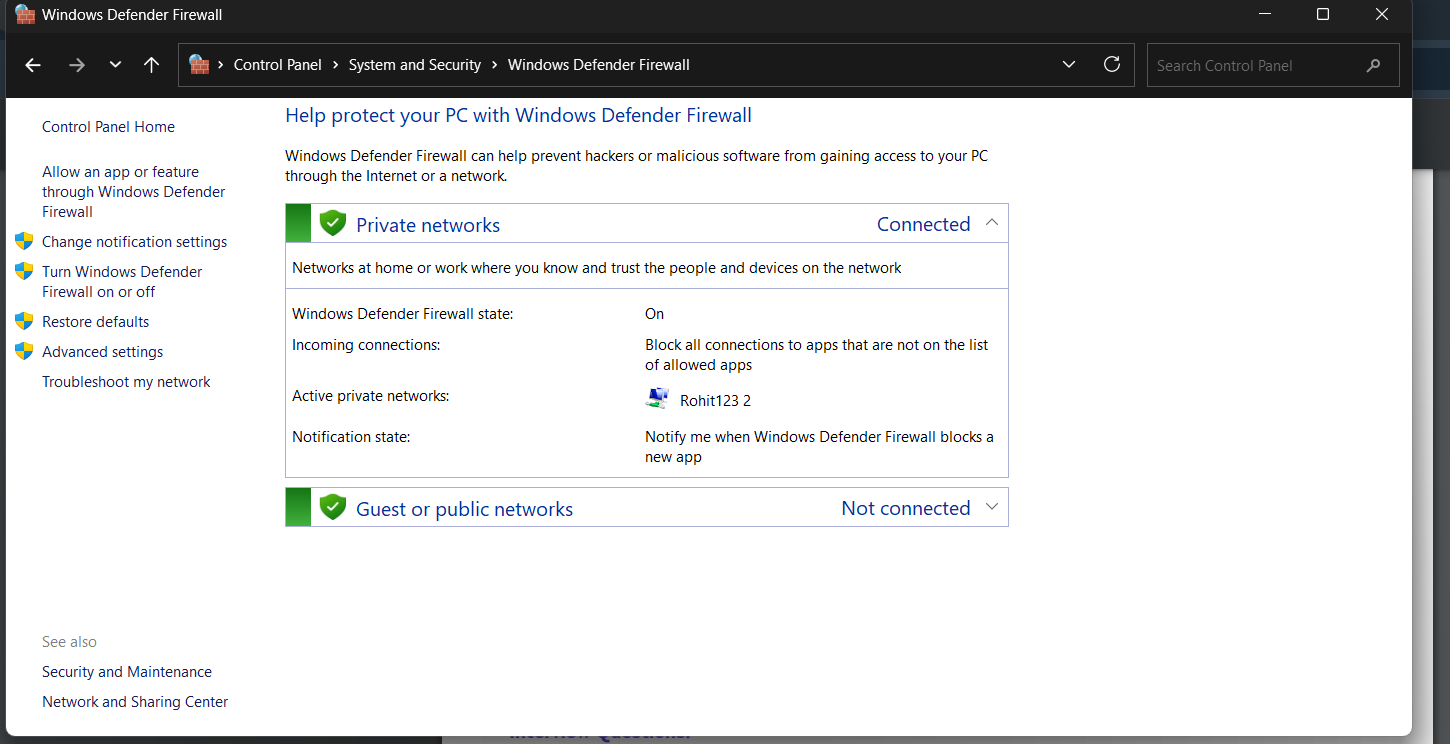 Windows Defender Firewall
Control Panel > System and Security > Windows Defender Firewall
Search Control Panel
Control Panel Home
Allow an app or feature
through Windows Defender
Firewall
Change notification settings
Turn Windows Defender
Firewall on or off
Restore defaults
Advanced settings
Troubleshoot my network
See also
Security and Maintenance
Network and Sharing Center
Help protect your PC with Windows Defender Firewall
Windows Defender Firewall can help prevent hackers or malicious software from gaining access to your PC
through the Internet or a network.
Private networks Connected
Networks at home or work where you know and trust the people and devices on the network
Windows Defender Firewall state: On
Incoming connections: Block all connections to apps that are not on the list
of allowed apps
Active private networks: Rohit123 2
Notification state: Notify me when Windows Defender Firewall blocks a
new app
Guest or public networks Not connected